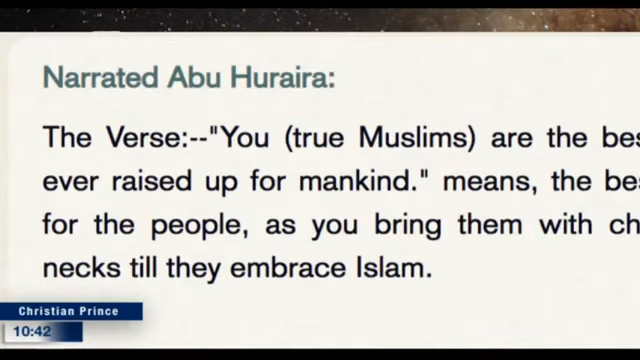 Narrated Abu Huraira:
The Verse:--"You (true Muslims) are the
ever raised up for mankind." means, the
for the people, as you bring them with
necks till they embrace Islam.
Christian Prince
10:42